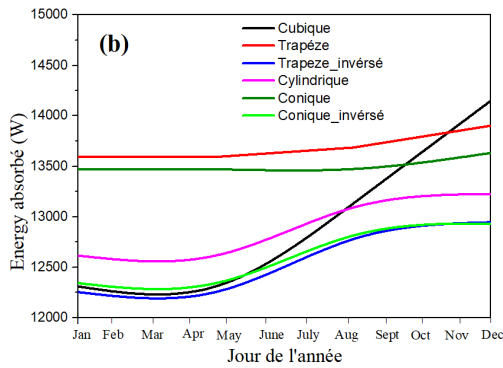 (b)
Cubique
Trapéze
Trapeze_invérsé
Cylindrique
Conique
Conique_invérsé
Energy absorbé (W)
15000
14500
14000
13500
13000
12500
12000
Jan Feb Mar Apr May June July Aug Sept Oct Nov Dec
Jour de l'année